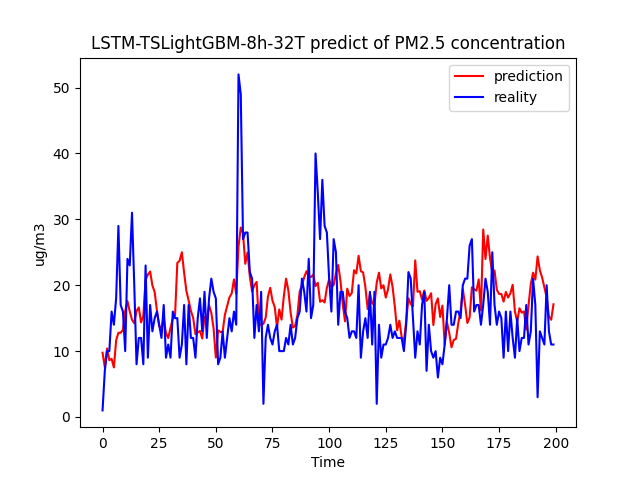 LSTM-TSLightGBM-8h-32T predict of PM2.5 concentration
prediction
reality
ug/m3
50
40
30
20
10
0
0 25 50 75 100 125 150 175 200
Time